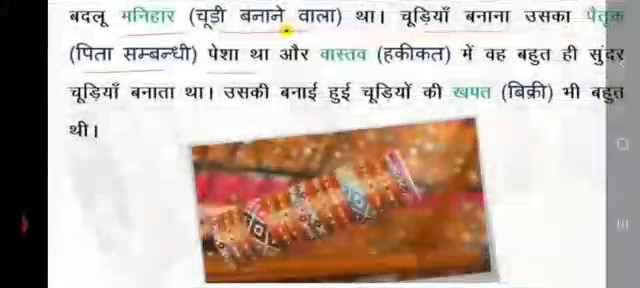 बदलू मनिहार (चूड़ी बनाने वाला) था। चूड़ियाँ बनाना उसका पैतृक
(पिता सम्बन्धी) पेशा था और वास्तव (हकीकत) में वह बहुत ही सुंदर
चूड़ियाँ बनाता था। उसकी बनाई हुई चूड़ियों की खपत (बिक्री) भी बहुत
थी।